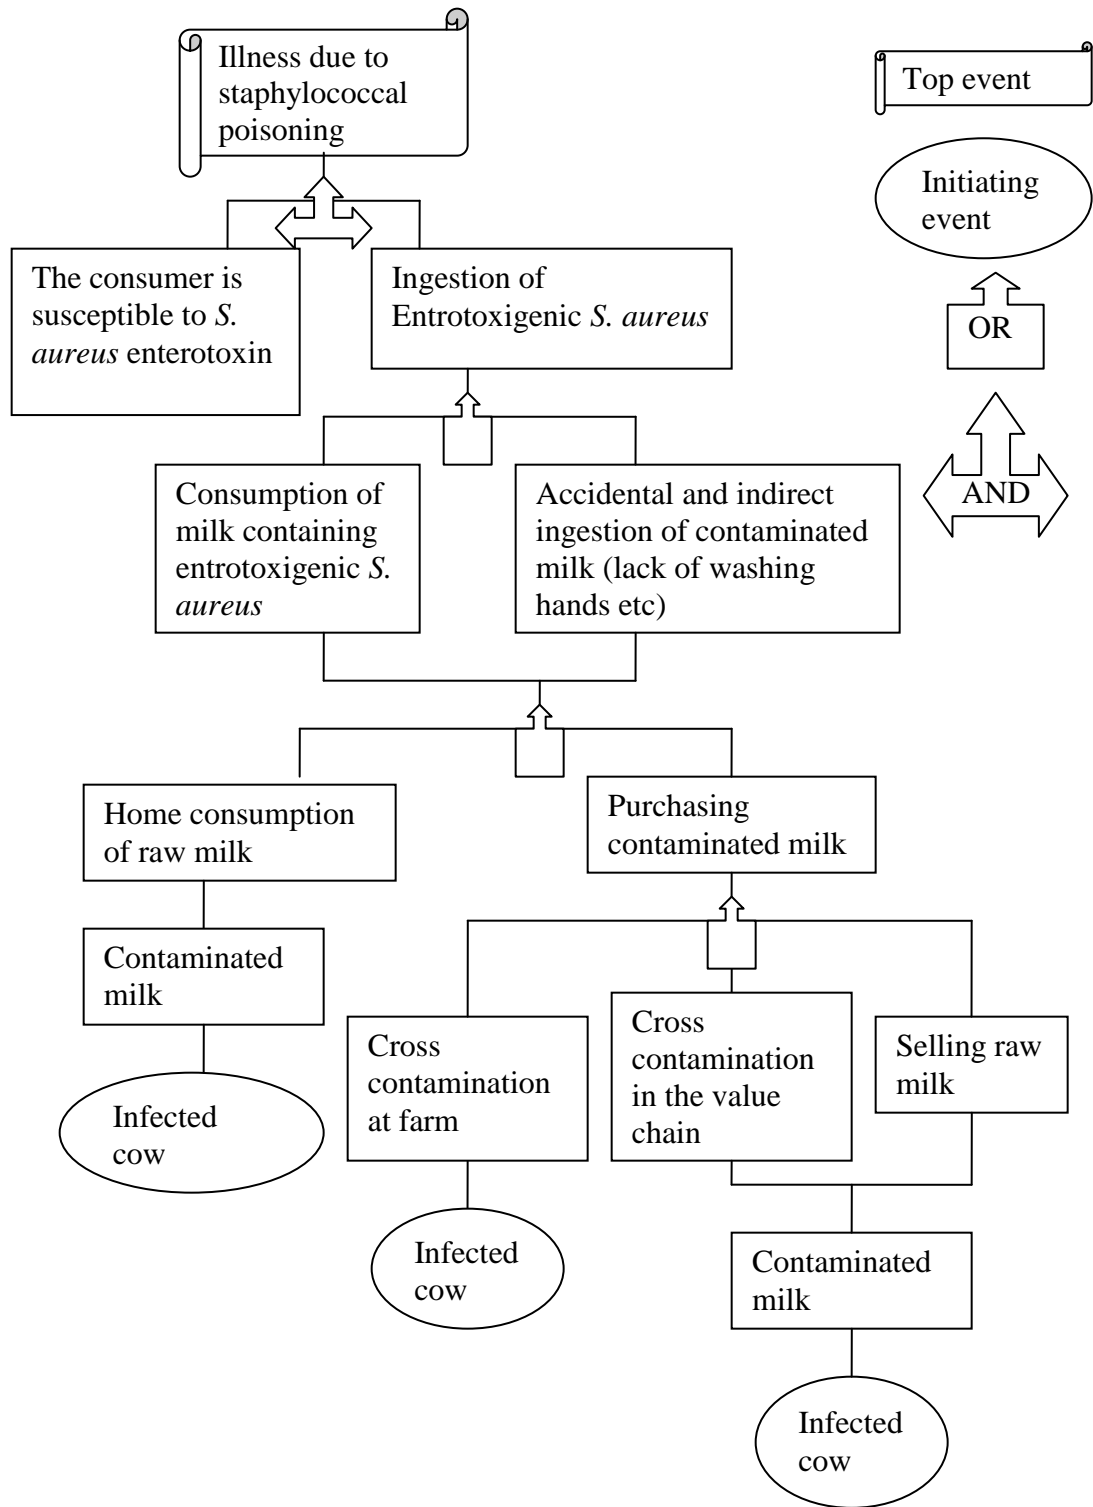 Illness due to
staphylococcal
poisoning
Top event
Initiating
event
OR
AND
The consumer is
susceptible to S.
aureus enterotoxin
Ingestion of
Entrotoxigenic S. aureus
Consumption of
milk containing
entrotoxigenic S.
aureus
Accidental and indirect
ingestion of contaminated
milk (lack of washing
hands etc)
Home consumption
of raw milk
Purchasing
contaminated milk
Contaminated
milk
Infected
cow
Cross
contamination
at farm
Cross
contamination
in the value
chain
Selling raw
milk
Infected
cow
Contaminated
milk
Infected
cow